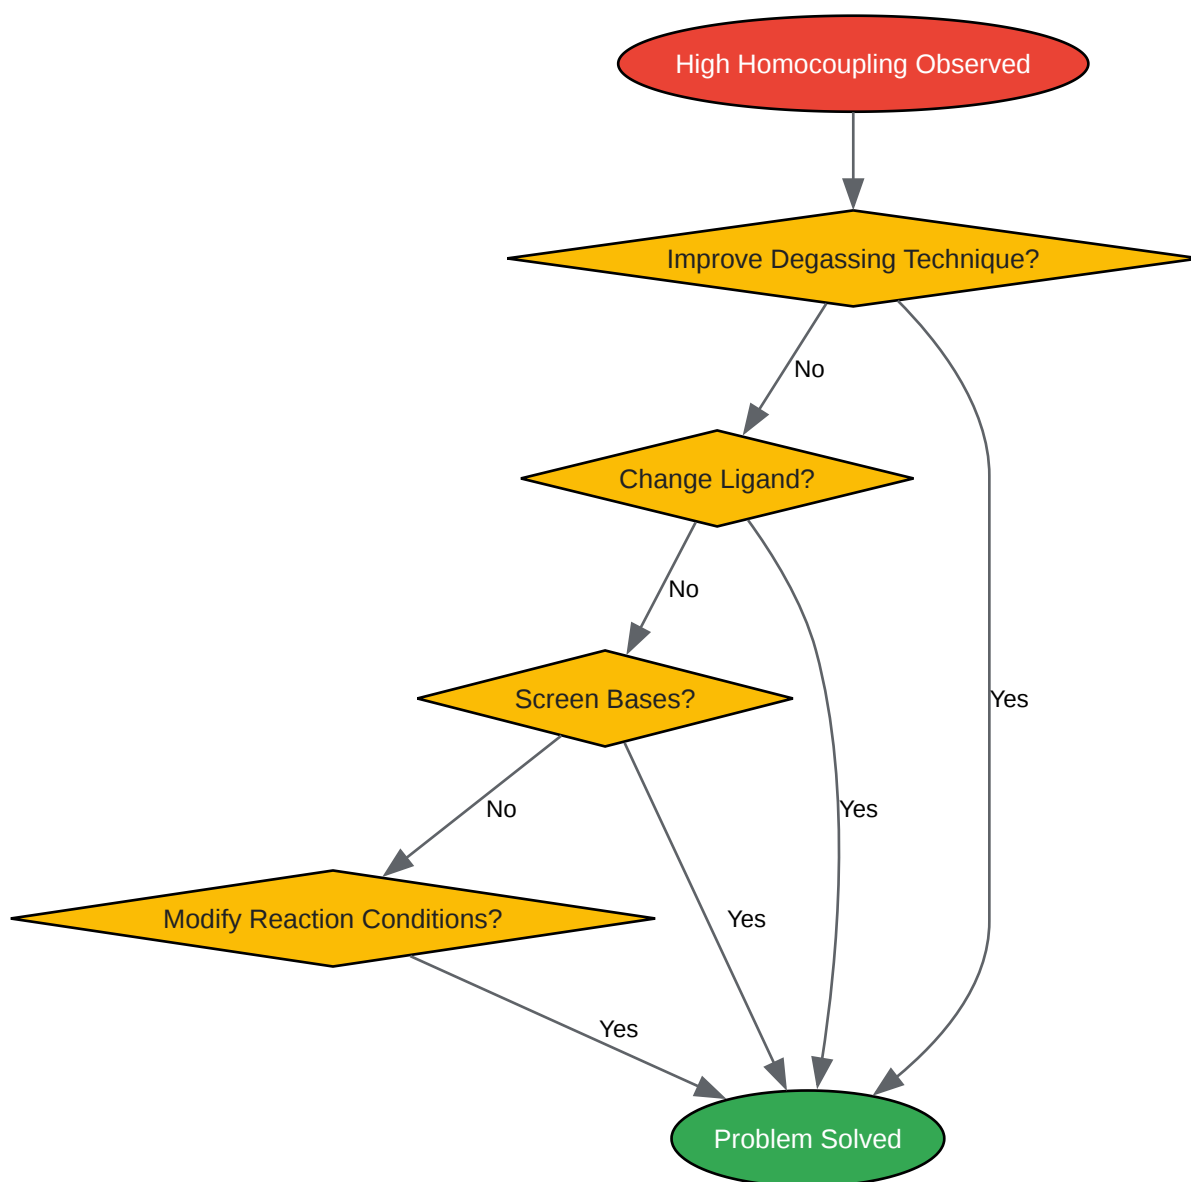 High Homocoupling Observed
Improve Degassing Technique?
No
Change Ligand?
No
Yes
Screen Bases?
No
Yes
Modify Reaction Conditions?
Yes
Yes
Problem Solved